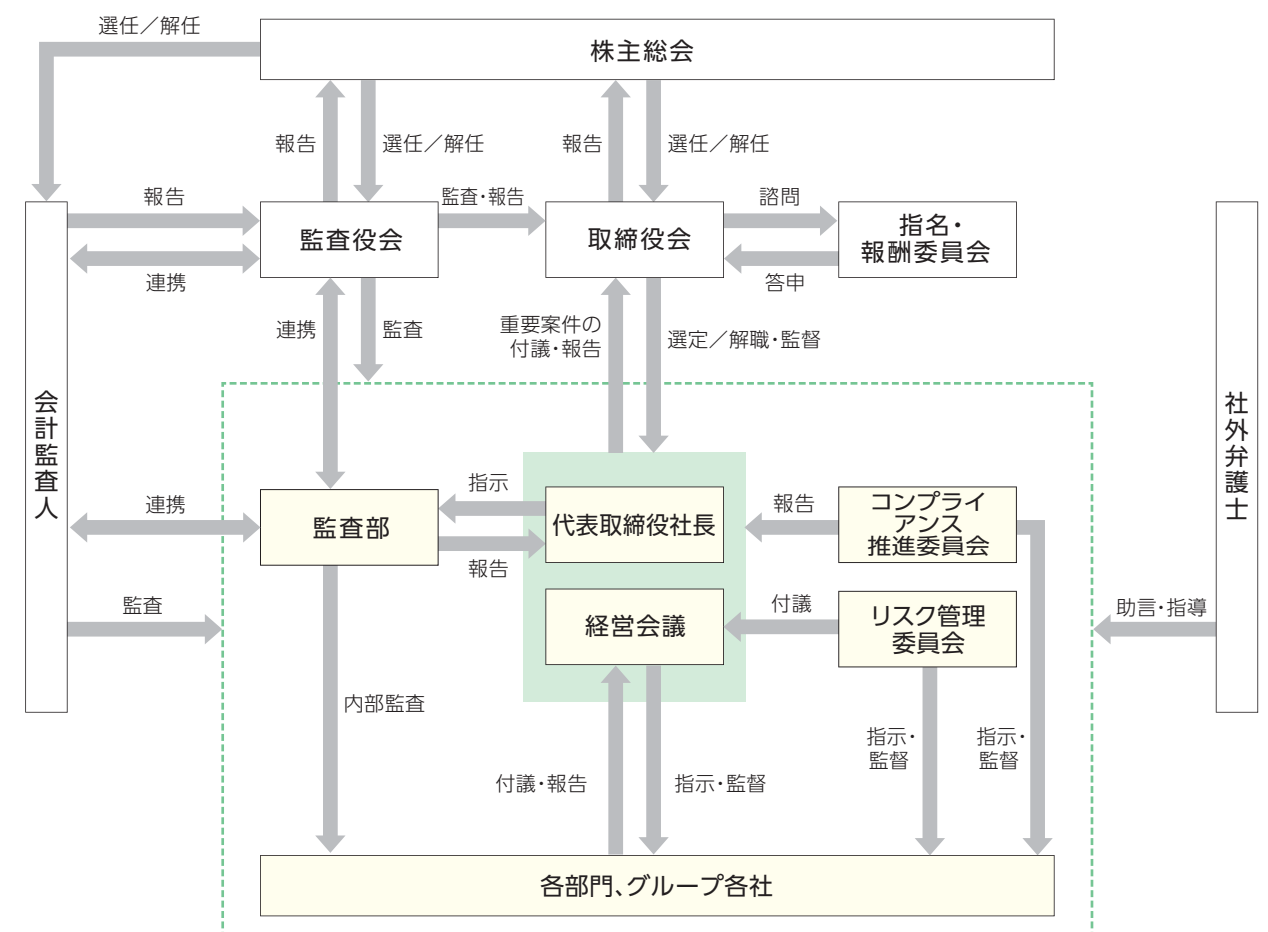 選任／解任
株主総会
報告
選任／解任
報告
選任／解任
報告
監査・報告
諮問
監査役会
取締役会
指名・
報酬委員会
連携
答申
連携
監査
重要案件の
付議・報告
選定／解職・監督
会計監査人
社外弁護士
連携
監査部
指示
報告
代表取締役社長
報告
コンプライ
アンス
推進委員会
監査
経営会議
付議
リスク管理
委員会
助言・指導
内部監査
指示・
監督
指示・
監督
付議・報告
指示・監督
各部門、グループ各社